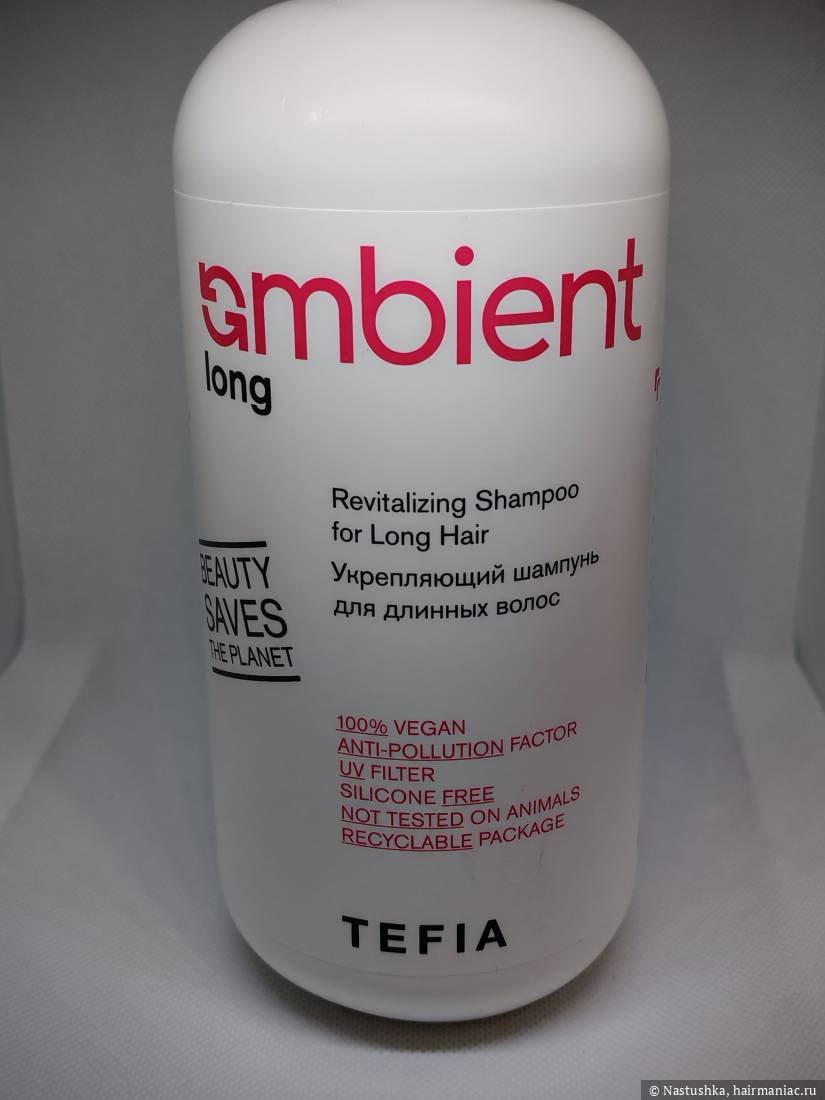 ambient
long
Revitalizing Shampoo
for Long Hair
Укрепляющий шампунь
для длинных волос
BEAUTY
SAVES
THE PLANET
100% VEGAN
ANTI-POLLUTION FACTOR
UV FILTER
SILICONE FREE
NOT TESTED ON ANIMALS
RECYCLABLE PACKAGE
TEFIA
© Nastushka, hairmaniac.ru